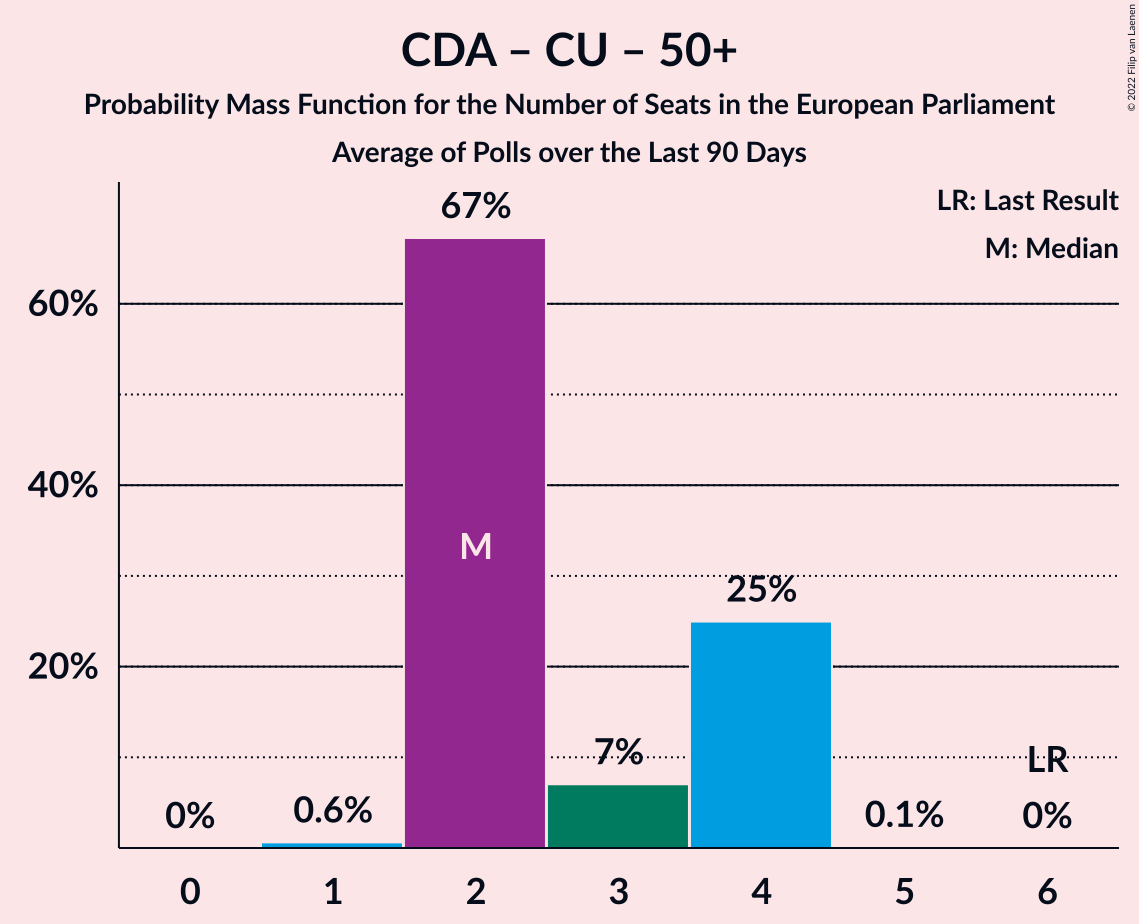 CDA – CU – 50+
Probability Mass Function for the Number of Seats in the European Parliament
Average of Polls over the Last 90 Days
© 2022 Filip van Laenen
LR: Last Result
M: Median
67%
60%
M
40%
25%
20%
7%
LR
0%
0.6%
0.1%
0%
0 1 2 3 4 5 6